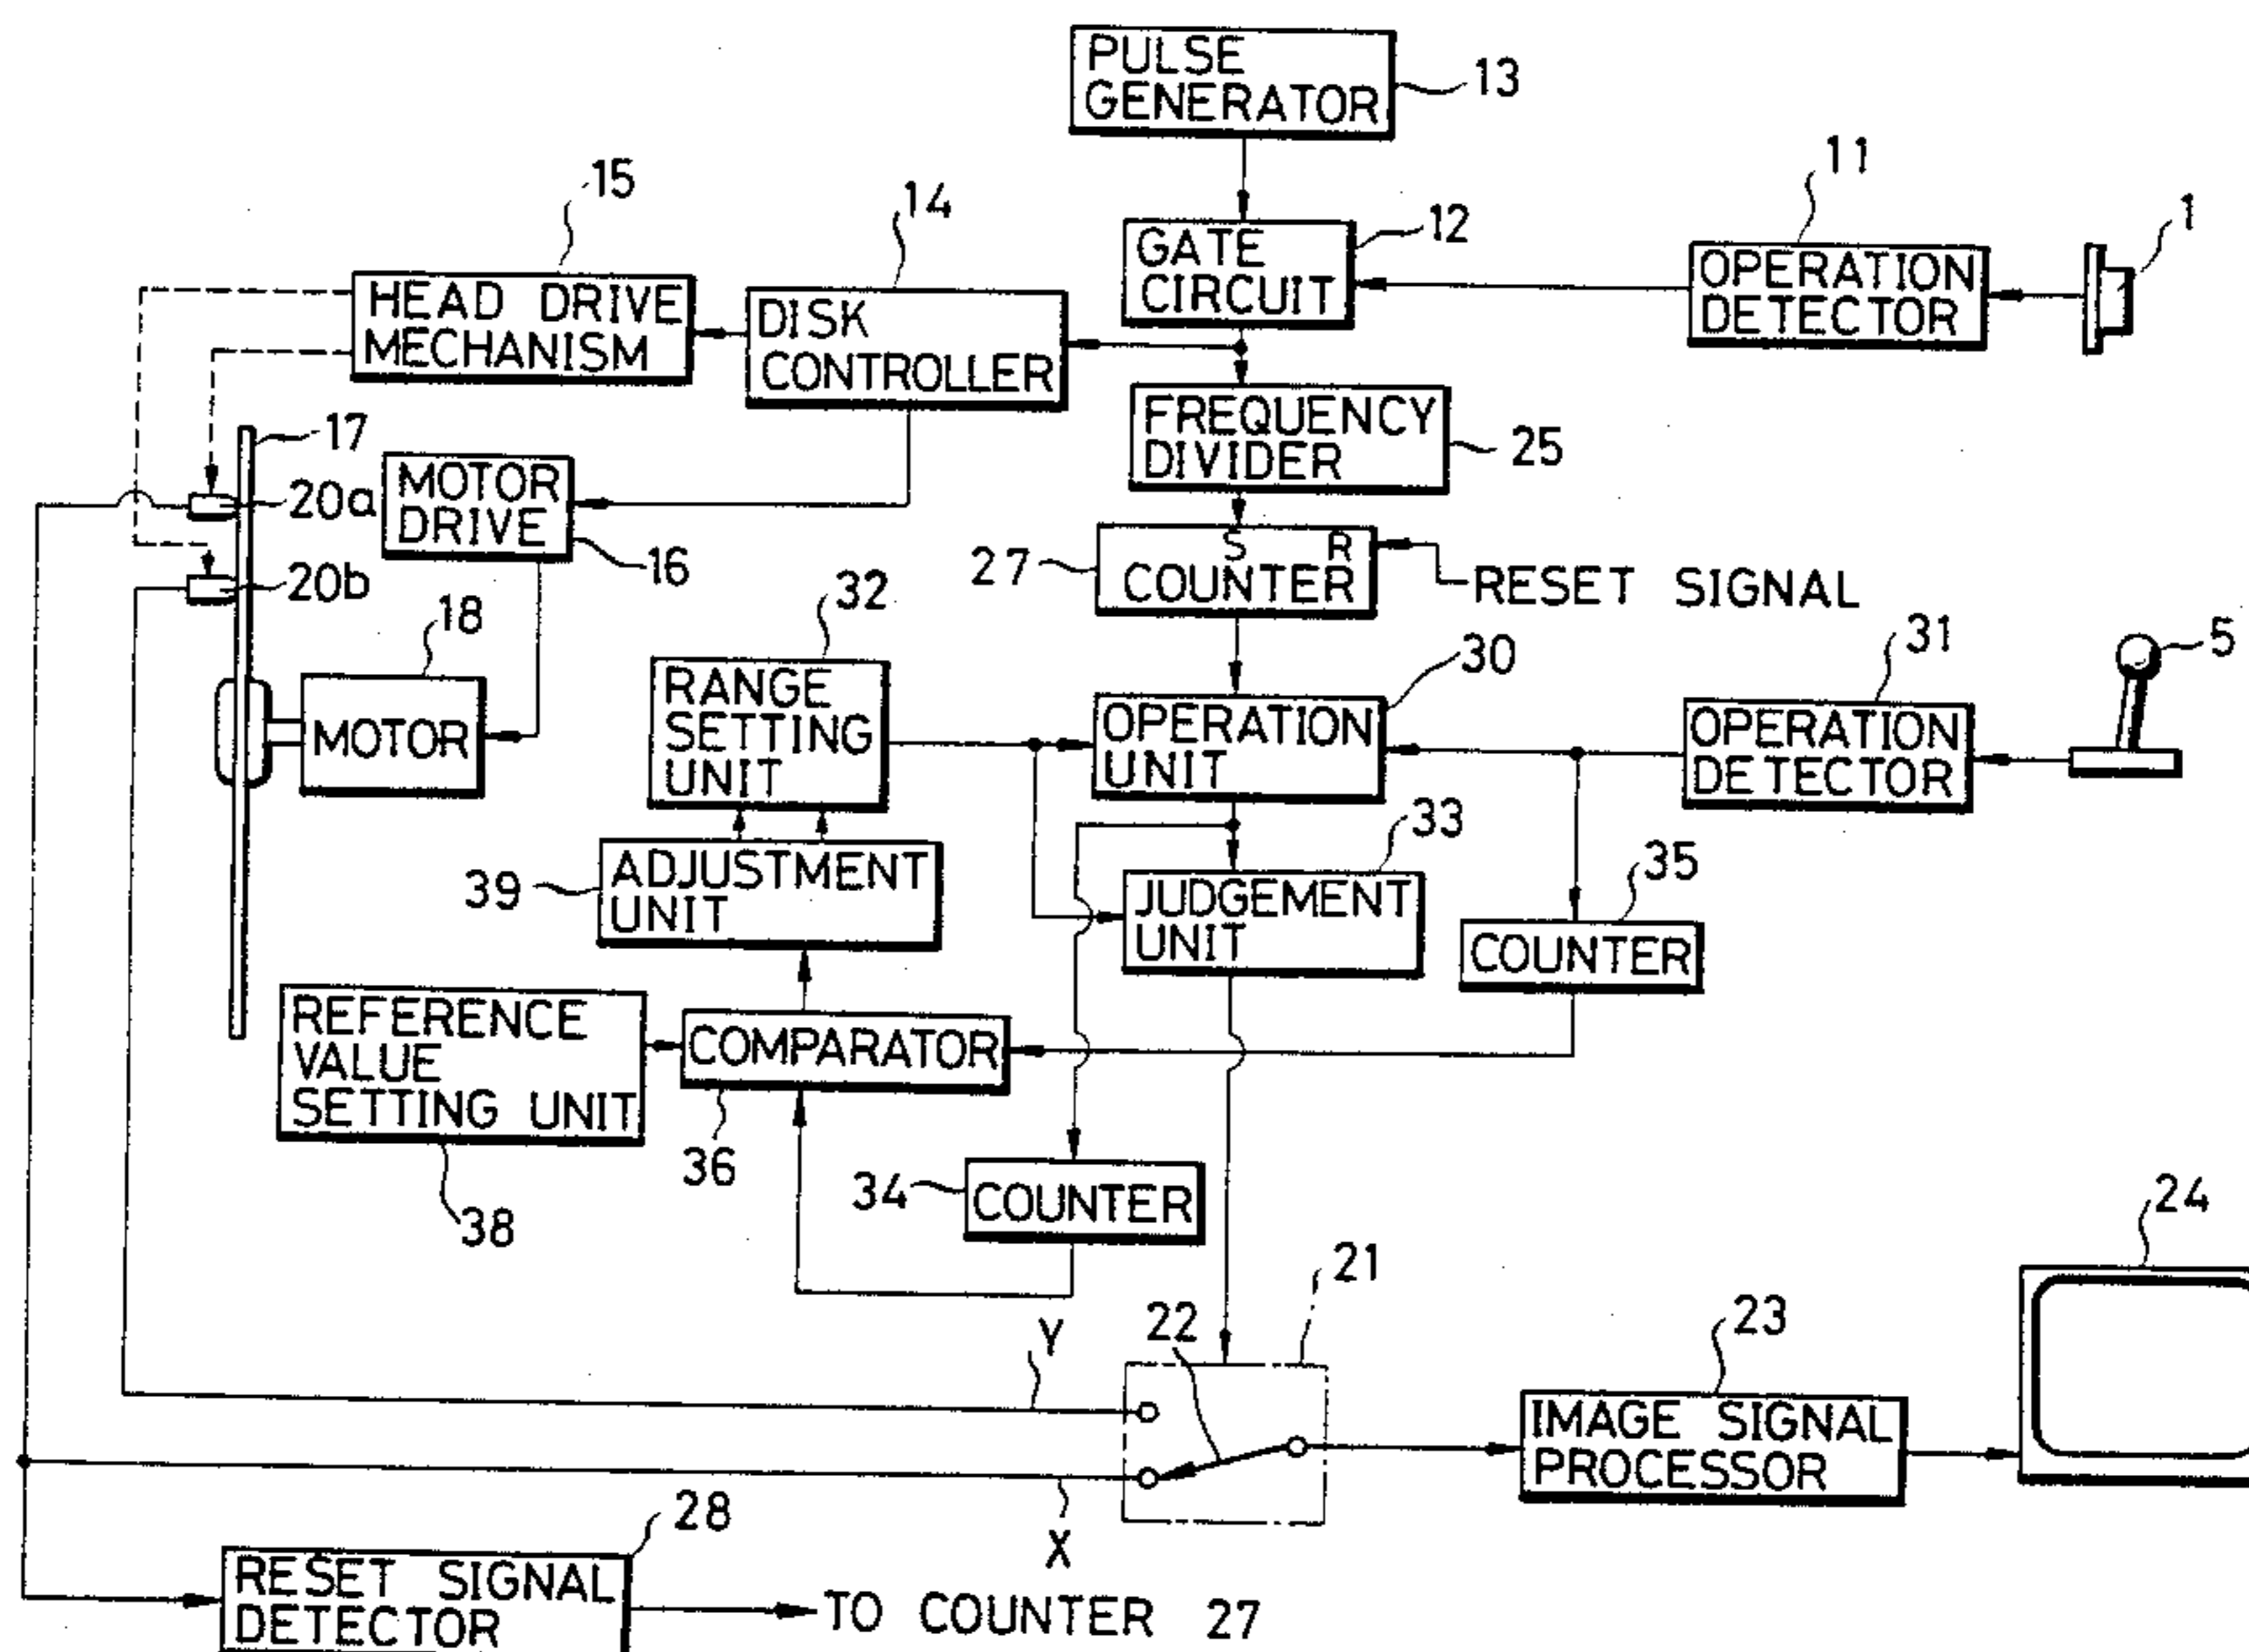 PULSE
GENERATOR
13
15
14
11
1
HEAD DRIVE
MECHANISM
DISK
CONTROLLER
GATE
CIRCUIT
12
OPERATION
DETECTOR
17
20a
20b
MOTOR
DRIVE
16
FREQUENCY
DIVIDER
25
S R
COUNTER
27
RESET SIGNAL
18
MOTOR
32
RANGE
SETTING
UNIT
OPERATION
UNIT
30
31
OPERATION
DETECTOR
5
39
ADJUSTMENT
UNIT
JUDGEMENT
UNIT
33
35
COUNTER
REFERENCE
VALUE
SETTING UNIT
38
COMPARATOR
36
34
COUNTER
21
22
Y
X
23
IMAGE SIGNAL
PROCESSOR
24
28
RESET SIGNAL
DETECTOR
TO COUNTER 27